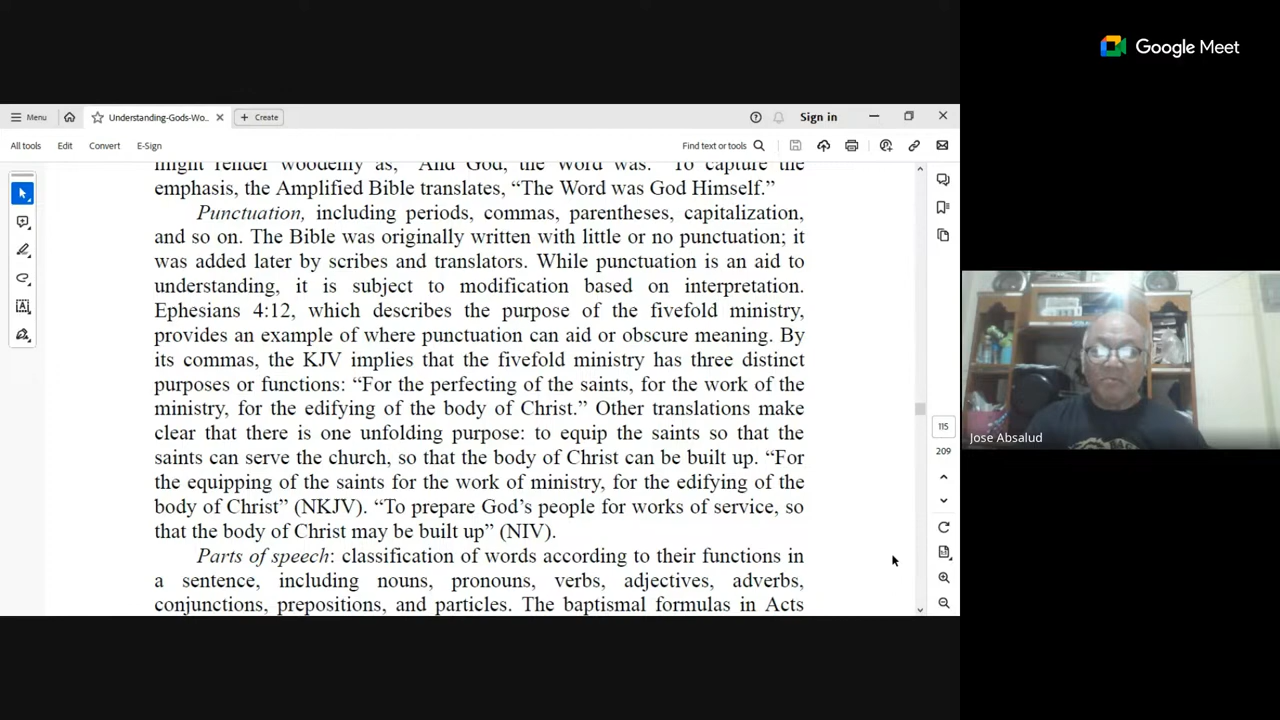 Google Meet
Understanding-Gods-Wo...
Create
Menu
Sign in
All tools
Edit
Convert
E-Sign
Find text or tools
might render woodenly as, “And God, the Word was.” To capture the
emphasis, the Amplified Bible translates, “The Word was God Himself.”
Punctuation, including periods, commas, parentheses, capitalization,
and so on. The Bible was originally written with little or no punctuation; it
was added later by scribes and translators. While punctuation is an aid to
understanding, it is subject to modification based on interpretation.
Ephesians 4:12, which describes the purpose of the fivefold ministry,
provides an example of where punctuation can aid or obscure meaning. By
its commas, the KJV implies that the fivefold ministry has three distinct
purposes or functions: “For the perfecting of the saints, for the work of the
ministry, for the edifying of the body of Christ.” Other translations make
clear that there is one unfolding purpose: to equip the saints so that the
saints can serve the church, so that the body of Christ can be built up. “For
the equipping of the saints for the work of ministry, for the edifying of the
body of Christ” (NKJV). “To prepare God’s people for works of service, so
that the body of Christ may be built up” (NIV).
Parts of speech: classification of words according to their functions in
a sentence, including nouns, pronouns, verbs, adjectives, adverbs,
conjunctions, prepositions, and particles. The baptismal formulas in Acts
115
209
Jose Absalud